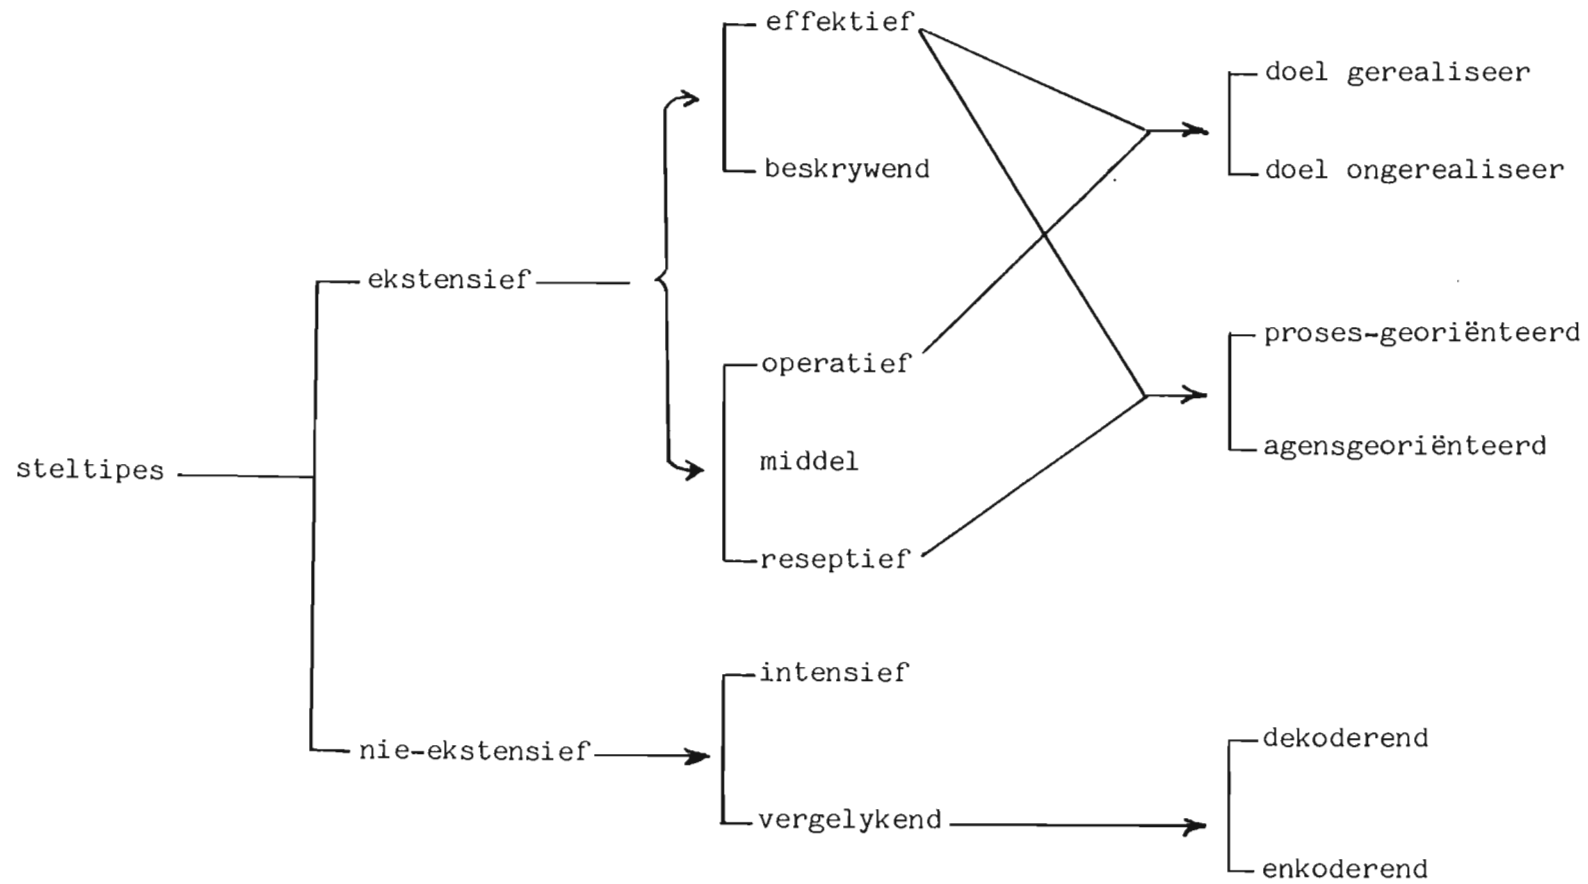 effektief
doel gerealiseer
beskrywend
doel ongerealiseer
ekstensief
proses-georiënteerd
operatief
agensgeoriënteerd
middel
steltipes
reseptief
intensief
dekoderend
nie-ekstensief
vergelykend
enkoderend